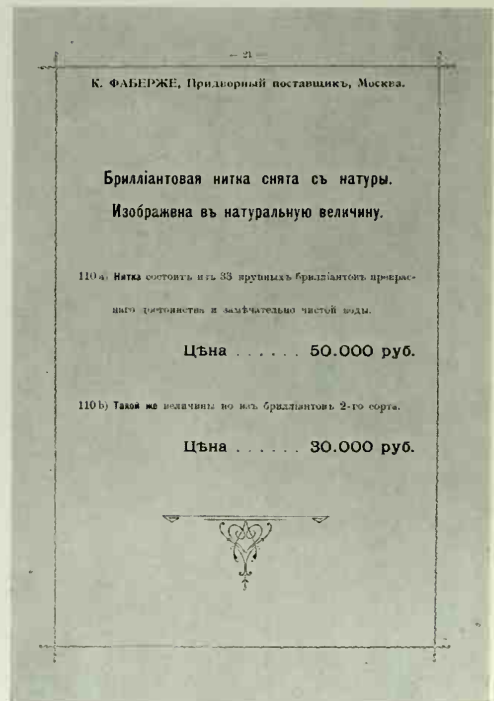 — 21 —
К. ФАБЕРЖЕ, Придворный поставщикъ, Москва.
Брилліантовая нитка снята съ натуры.
Изображвна въ натуральную величину.
110 a) Нитка состоитъ изъ 33 крупныхъ брилліантовъ прекрас-
наго достоинства и замѣчательно чистой воды.
Цѣна . . . . . . 50.000 руб.
110 b) Такой же величины но изъ брилліантовъ 2-го сорта.
Цѣна . . . . . . 30.000 руб.